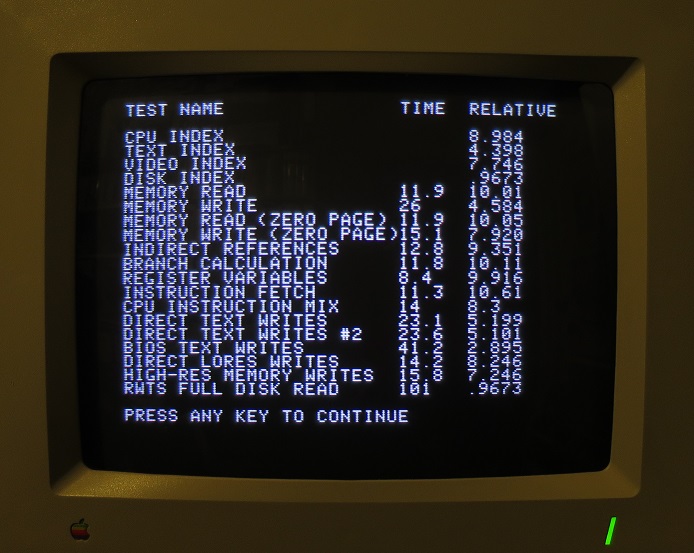 TEST NAME TIME RELATIVE
CPU INDEX 8.984
TEXT INDEX 4.398
VIDEO INDEX 7.746
DISK INDEX .9673
MEMORY READ 11.9 10.01
MEMORY WRITE 26 4.584
MEMORY READ (ZERO PAGE) 11.9 10.05
MEMORY WRITE (ZERO PAGE)15.1 7.920
INDIRECT REFERENCES 12.8 9.351
BRANCH CALCULATION 11.8 10.11
REGISTER VARIABLES 8.4 9.916
INSTRUCTION FETCH 11.3 10.61
CPU INSTRUCTION MIX 14 8.3
DIRECT TEXT WRITES 23.1 5.199
DIRECT TEXT WRITES #2 23.6 5.101
BIOS TEXT WRITES 41.2 2.895
DIRECT LORES WRITES 14.2 8.246
HIGH-RES MEMORY WRITES 15.8 7.246
RWTS FULL DISK READ 101 .9673
PRESS ANY KEY TO CONTINUE